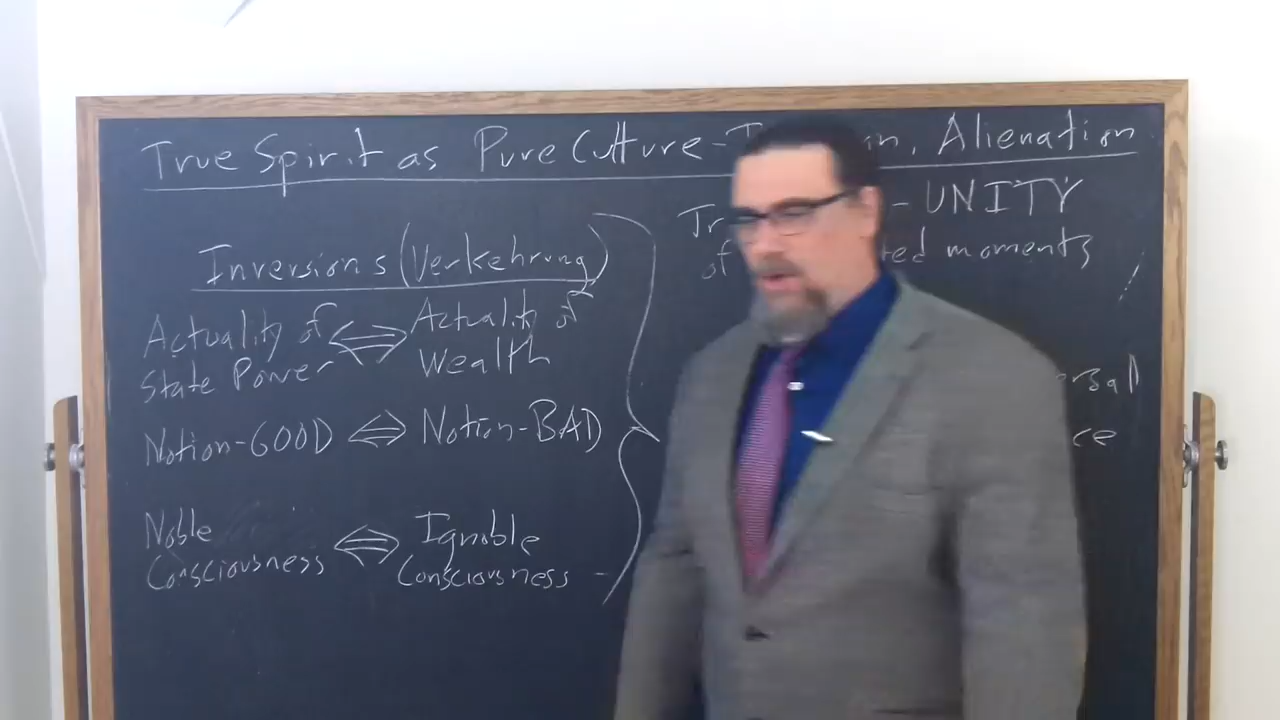 True Spirit as Pure Culture- n, Alienation
- UNITY
of moments
Inversions (Verkehrung)
Actuality of ⇔ Actuality of
State Power Wealth
Notion-GOOD ⇔ Notion-BAD
Noble ⇔ Ignoble
Consciousness Consciousness